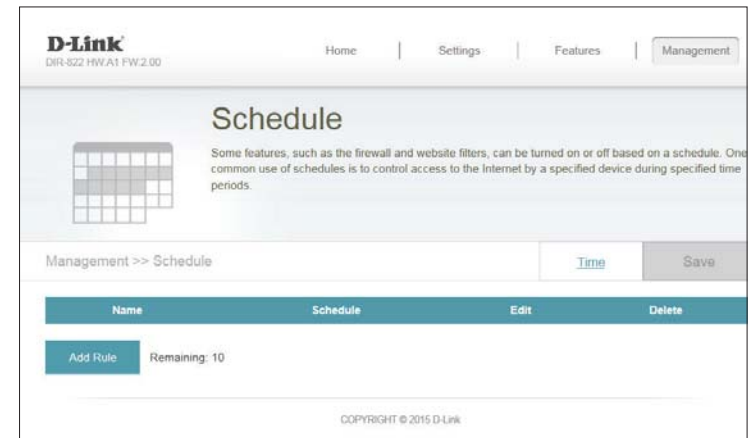 D-Link
DIR-822 HW.A1 FW.2.00
Home | Settings | Features | Management
Schedule
Some features, such as the firewall and website filters, can be turned on or off based on a schedule. One
common use of schedules is to control access to the Internet by a specified device during specified time
periods.
Management >> Schedule
Time
Save
Name Schedule Edit Delete
Add Rule Remaining: 10
COPYRIGHT © 2015 D-Link